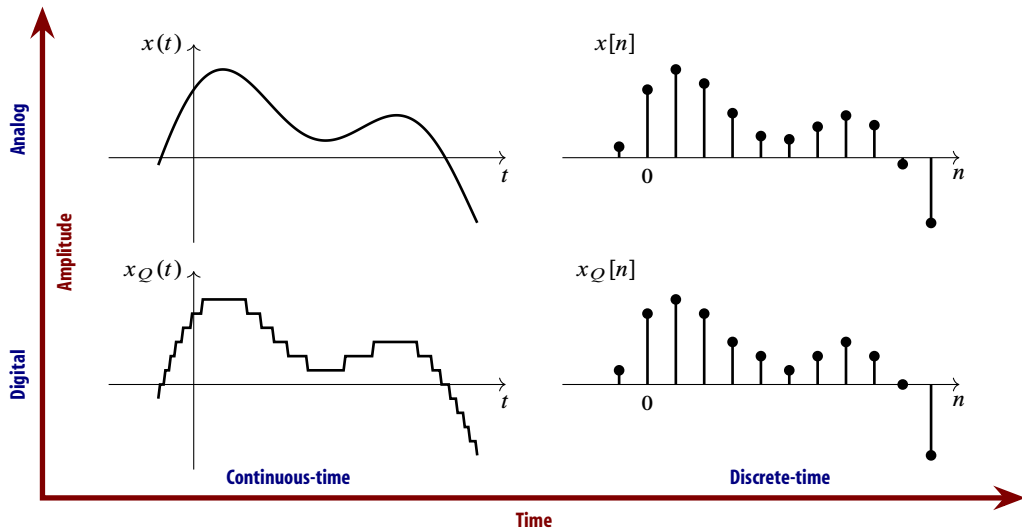 x(t)
t
x[n]
0
n
Analog
Amplitude
x_Q(t)
t
x_Q[n]
0
n
Digital
Continuous-time
Discrete-time
Time